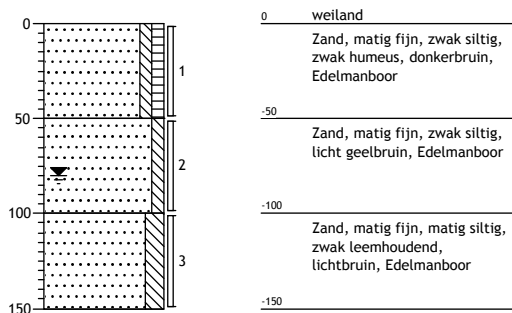 0
1
50
2
100
3
150
0 weiland
Zand, matig fijn, zwak siltig,
zwak humeus, donkerbruin,
Edelmanboor
-50
Zand, matig fijn, zwak siltig,
licht geelbruin, Edelmanboor
-100
Zand, matig fijn, matig siltig,
zwak leemhoudend,
lichtbruin, Edelmanboor
-150